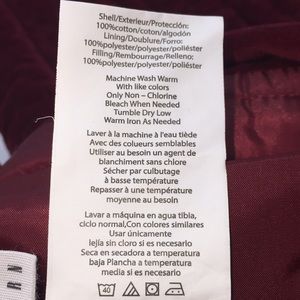 Shell/Exterieur/Protección:
100%cotton/coton/algodón
Lining/Doublure/Forro:
100%polyester/polyester/poliéster
Filling/Rembourrage/Relleno:
100%polyester/polyester/poliéster
Machine Wash Warm
With like colors
Only Non - Chlorine
Bleach When Needed
Tumble Dry Low
Warm Iron As Needed
Laver à la machine à l'eau tiède
Avec des coulours semblables
Utiliser au besoin un agent de
blanchiment sans chlore
Sécher par culbutage
à basse température
Repasser à une temperature
moyenne au besoin
Lavar a máquina en agua tibia,
ciclo normal,Con colores similares
Usar únicamente
lejía sin cloro si es necesario
Seca en secadora a temperatura
baja Plancha a temperatura
media si es necesario
40
RN